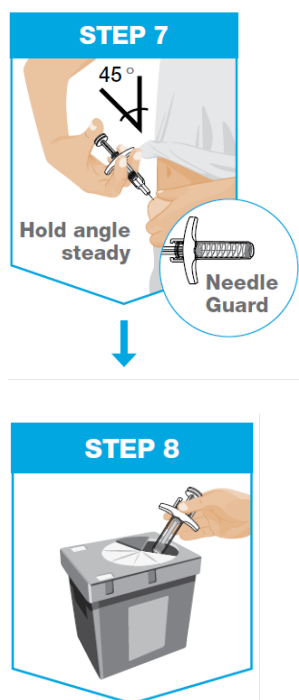 STEP 7
45°
Hold angle
steady
Needle
Guard
STEP 8